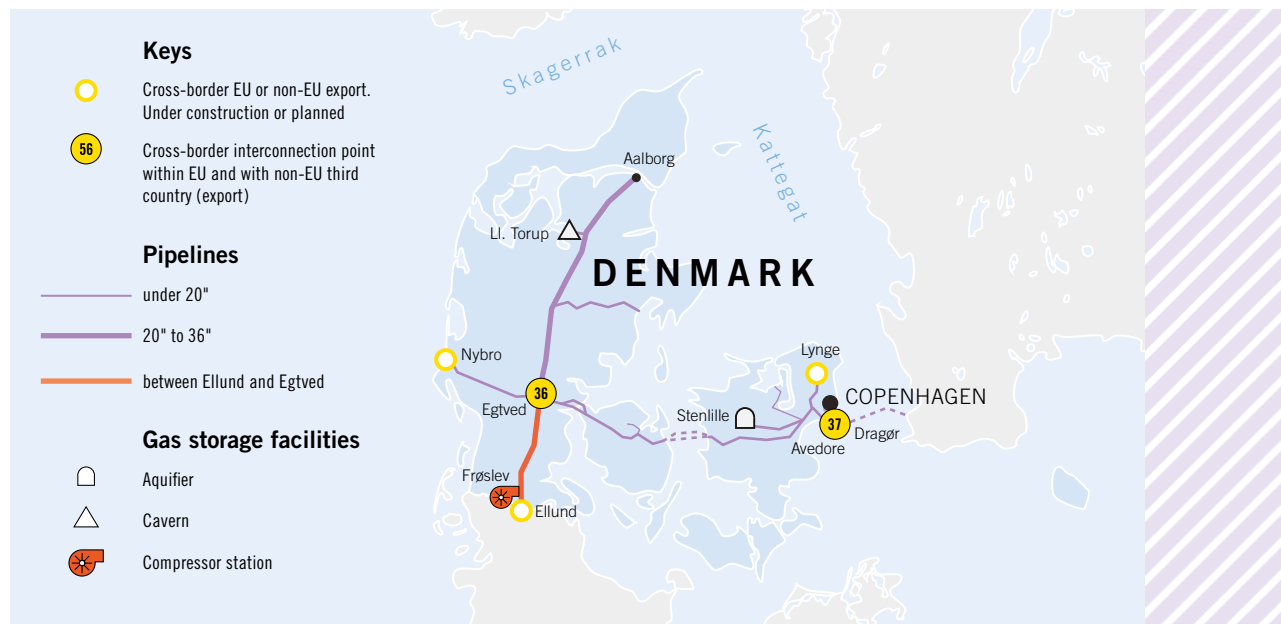 Keys
Cross-border EU or non-EU export.
Under construction or planned
56
Cross-border interconnection point
within EU and with non-EU third
country (export)
Pipelines
under 20"
20" to 36"
between Ellund and Egtved
Gas storage facilities
Aquifier
Cavern
Compressor station
Skagerrak
Kattegat
Aalborg
Ll. Torup
DENMARK
Nybro
Lynge
36
Egtved
COPENHAGEN
Stenlille
37
Dragør
Avedore
Frøslev
Ellund